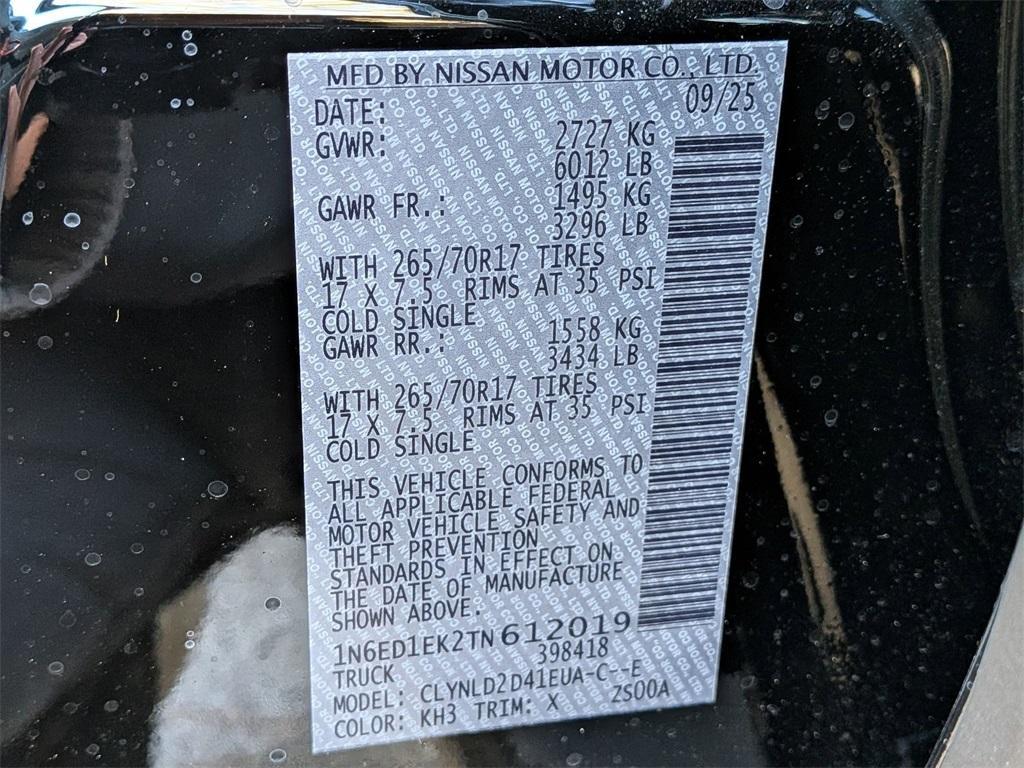 MFD BY NISSAN MOTOR CO., LTD
DATE: 09/25
GVWR: 2727 KG
6012 LB
GAWR FR.: 1495 KG
3296 LB
WITH 265/70R17 TIRES
17 X 7.5 RIMS AT 35 PSI
COLD SINGLE
GAWR RR.: 1558 KG
3434 LB
WITH 265/70R17 TIRES
17 X 7.5 RIMS AT 35 PSI
COLD SINGLE
THIS VEHICLE CONFORMS TO
ALL APPLICABLE FEDERAL
MOTOR VEHICLE SAFETY AND
THEFT PREVENTION
STANDARDS IN EFFECT ON
THE DATE OF MANUFACTURE
SHOWN ABOVE.
1N6ED1EK2TN612019
398418
TRUCK
MODEL: CLYNLD2D41EUA-C--E
COLOR: KH3 TRIM: X ZS00A